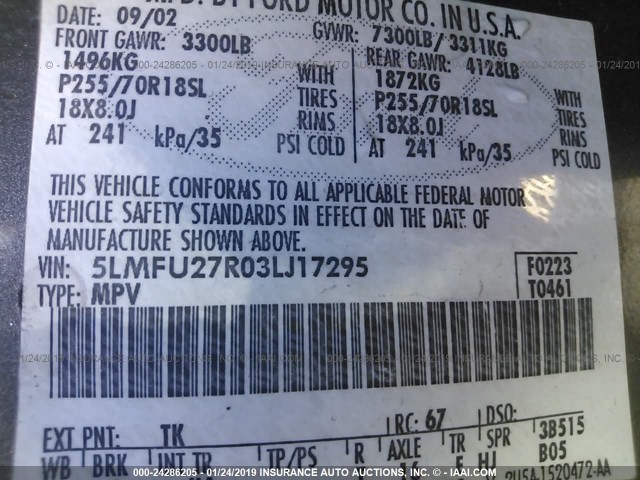 MFD. BY FORD MOTOR CO. IN U.S.A.
DATE: 09/02 GVWR: 7300LB/ 3311KG
FRONT GAWR: 3300LB REAR GAWR: 4128LB
1496KG WITH 1872KG WITH
P255/70R18SL TIRES P255/70R18SL TIRES
18X8.0J RIMS 18X8.0J RIMS
AT 241 kPa/35 PSI COLD AT 241 kPa/35 PSI COLD
THIS VEHICLE CONFORMS TO ALL APPLICABLE FEDERAL MOTOR
VEHICLE SAFETY STANDARDS IN EFFECT ON THE DATE OF
MANUFACTURE SHOWN ABOVE.
VIN: 5LMFU27R03LJ17295 F0223
TYPE: MPV T0461
EXT PNT: TK RC: 67 DSO: 3B515
WB BRK INT TR TP/PS R AXLE TR SPR B05
2U5A-1520472-AA
000-24286205 - 01/24/2019 INSURANCE AUTO AUCTIONS - IAAI.COM